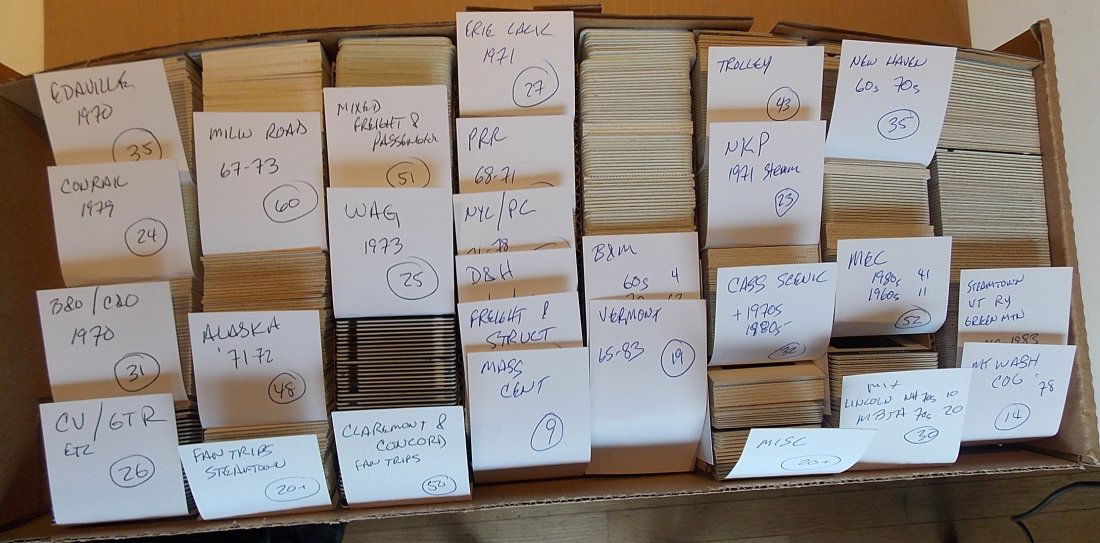 EDAVILLE
1970
35
CONRAIL
1979
24
B&O / C&O
1970
31
CV/GTR
ETC
26
MILW ROAD
67-73
60
ALASKA
'71-72
48
FAN TRIPS
STEAMTOWN
20+
MIXED
FREIGHT &
PASSENGER
51
WAG
1973
25
CLAREMONT &
CONCORD
FAN TRIPS
50
ERIE LACK
1971
27
PRR
68-71
NYL/PC
78
D&H
FREIGHT &
STRUCT
MASS
CENT
9
B&M
60s 4
VERMONT
65-83
19
TROLLEY
43
NKP
1971 Steam
23
CASS SCENIC
+ 1970s
1980s
32
MISC
20+
NEW HAVEN
60s 70s
35
MEC
1980s 41
1960s 11
52
MIX
LINCOLN NH 70s 10
MBTA 70s 20
30
STEAMTOWN
VT RY
GREEN MTN
1983
MT WASH
COG '78
14